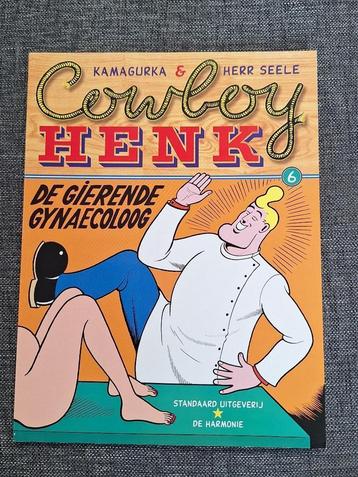 KAMAGURKA & HERR SEELE
Cowboy
HENK
6
DE GIERENDE
GYNAECOLOOG
STANDAARD UITGEVERIJ
DE HARMONIE